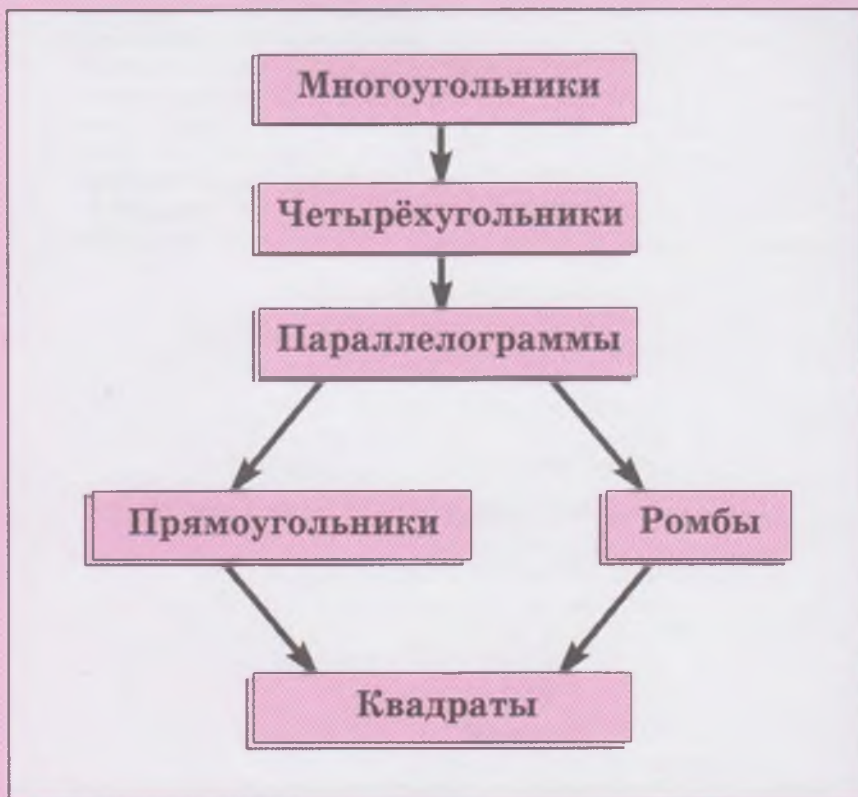 Многоугольники
Четырёхугольники
Параллелограммы
Прямоугольники
Ромбы
Квадраты